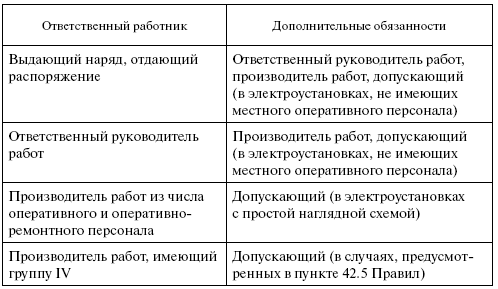 Ответственный работник
Дополнительные обязанности
Выдающий наряд, отдающий
распоряжение
Ответственный руководитель работ,
производитель работ, допускающий
(в электроустановках, не имеющих
местного оперативного персонала)
Ответственный руководитель
работ
Производитель работ, допускающий
(в электроустановках, не имеющих
местного оперативного персонала)
Производитель работ из числа
оперативного и оперативно-
ремонтного персонала
Допускающий (в электроустановках
с простой наглядной схемой)
Производитель работ, имеющий
группу IV
Допускающий (в случаях, предусмот-
ренных в пункте 42.5 Правил)